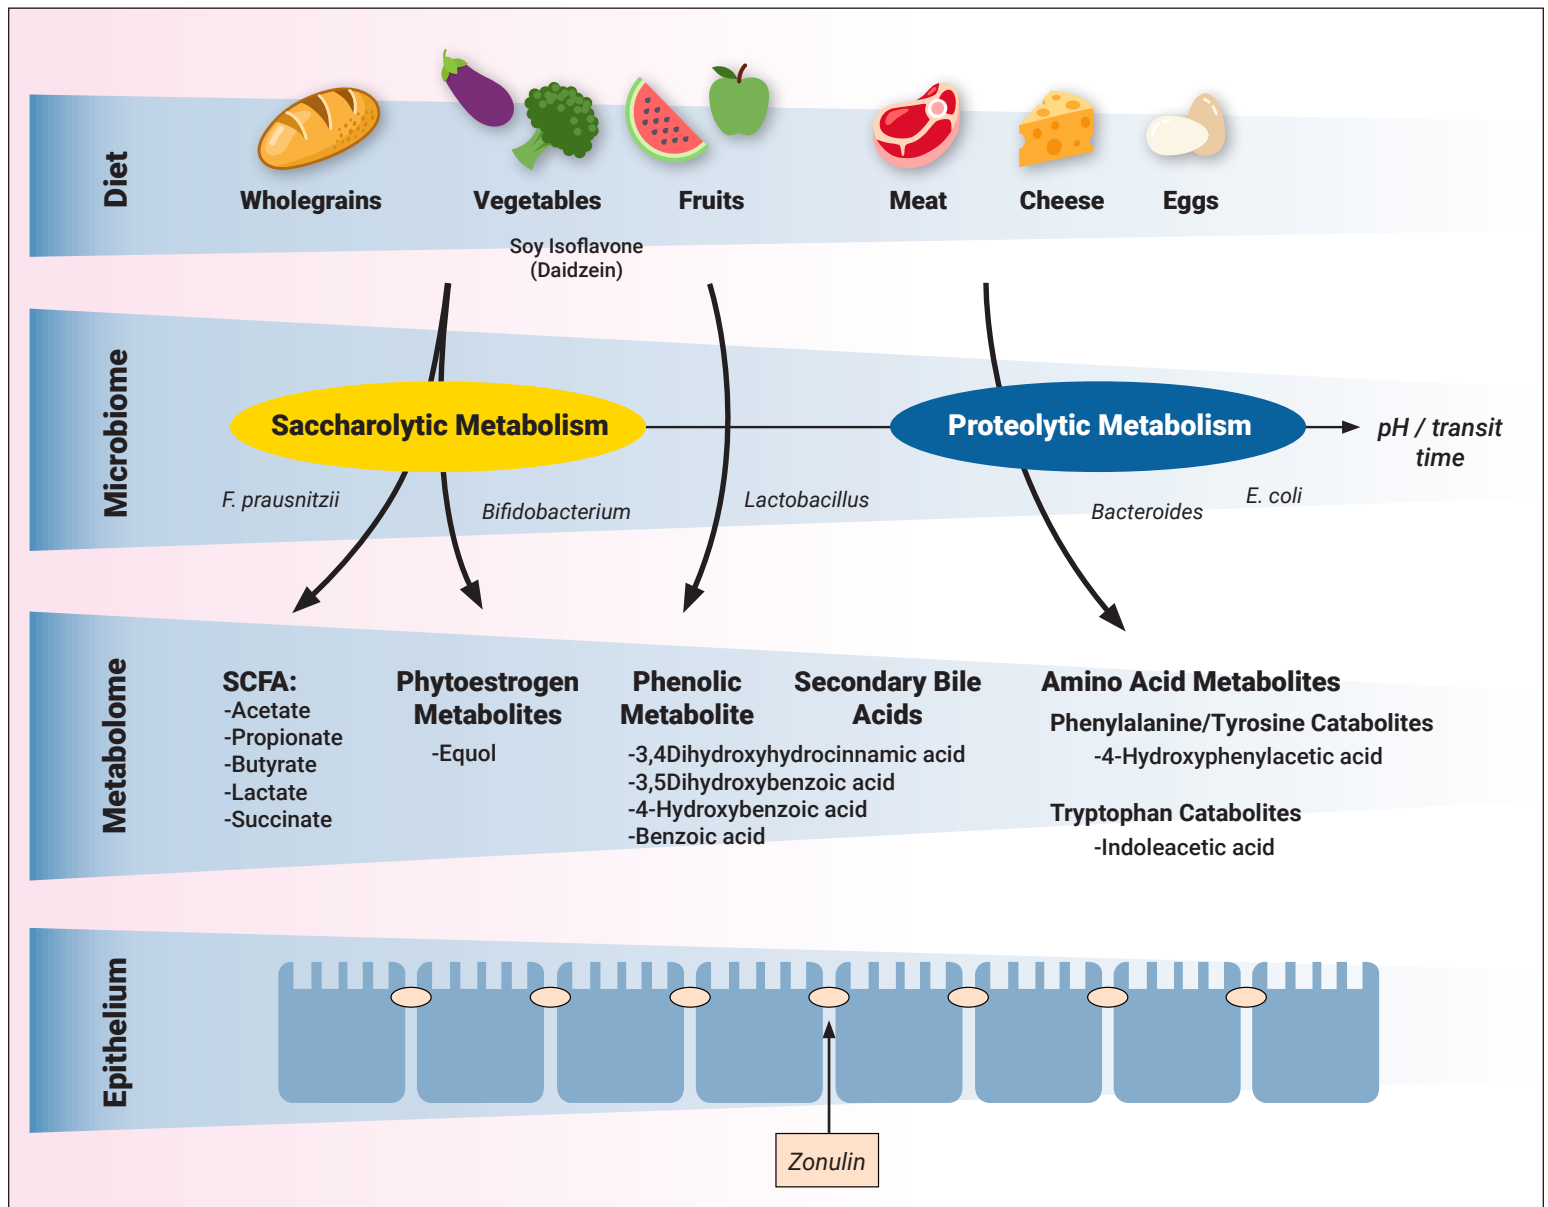 Diet
Wholegrains
Vegetables
Fruits
Meat
Cheese
Eggs
Soy Isoflavone
(Daidzein)
Microbiome
Saccharolytic Metabolism
Proteolytic Metabolism
pH / transit
time
F. prausnitzii
Bifidobacterium
Lactobacillus
Bacteroides
E. coli
Metabolome
SCFA:
-Acetate
-Propionate
-Butyrate
-Lactate
-Succinate
Phytoestrogen
Metabolites
-Equol
Phenolic
Metabolite
Secondary Bile
Acids
-3,4Dihydroxyhydrocinnamic acid
-3,5Dihydroxybenzoic acid
-4-Hydroxybenzoic acid
-Benzoic acid
Amino Acid Metabolites
Phenylalanine/Tyrosine Catabolites
-4-Hydroxyphenylacetic acid
Tryptophan Catabolites
-Indoleacetic acid
Epithelium
Zonulin